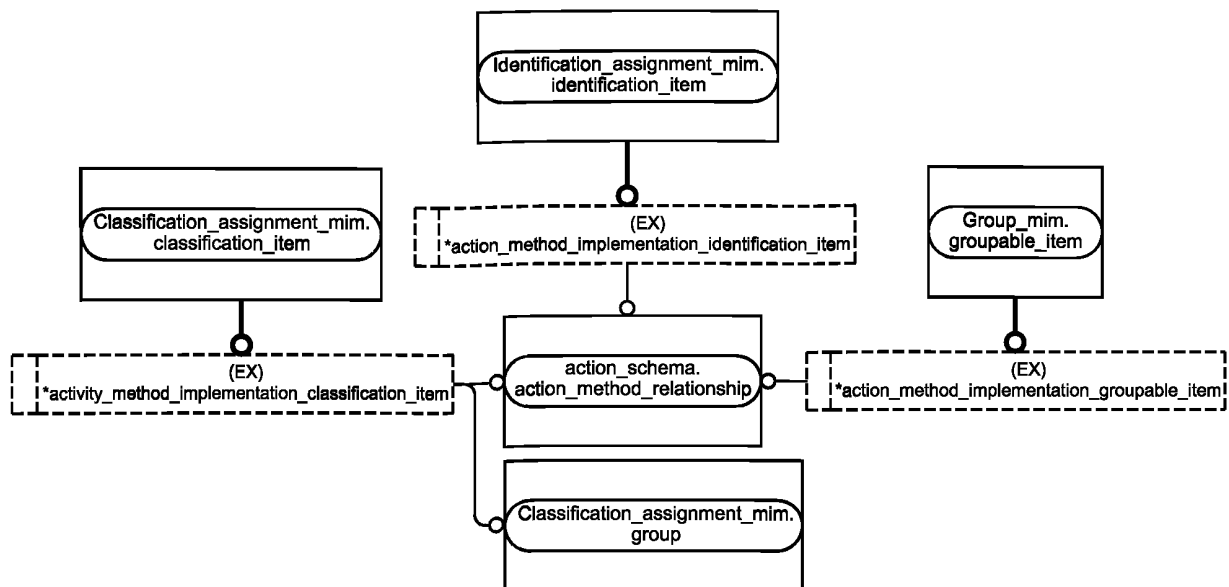 Identification_assignment_mim.
identification_item
Classification_assignment_mim.
classification_item
(EX)
*action_method_implementation_identification_item
Group_mim.
groupable_item
(EX)
*activity_method_implementation_classification_item
action_schema.
action_method_relationship
(EX)
*action_method_implementation_groupable_item
Classification_assignment_mim.
group